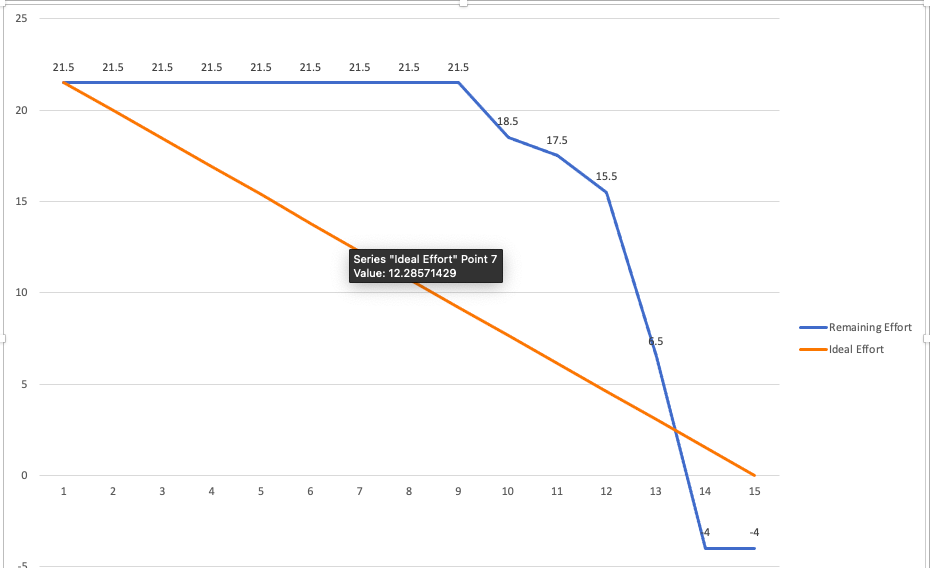 25
21.5 21.5 21.5 21.5 21.5 21.5 21.5 21.5 21.5
20
18.5
17.5
15.5
15
Series "Ideal Effort" Point 7
Value: 12.28571429
10
Remaining Effort
6.5
Ideal Effort
5
0
1 2 3 4 5 6 7 8 9 10 11 12 13 14 15
-4 -4
-5